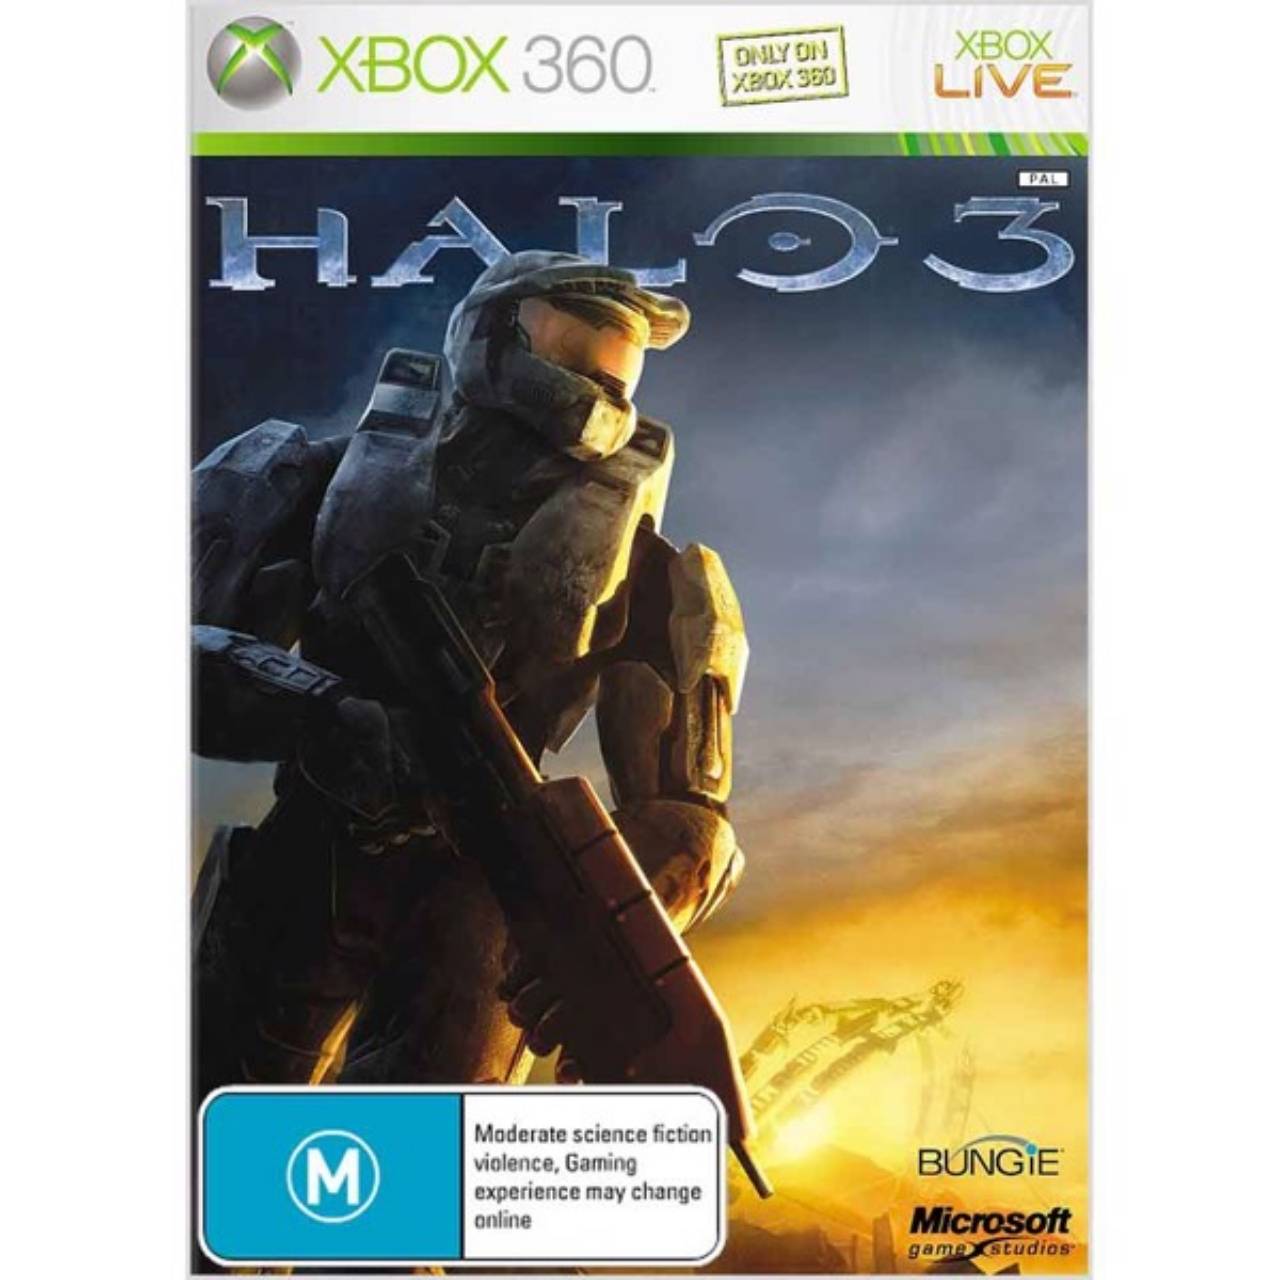 XBOX 360
ONLY ON
XBOX 360
XBOX
LIVE
PAL
HALO 3
M
Moderate science fiction
violence, Gaming
experience may change
online
BUNGiE
Microsoft
game studios